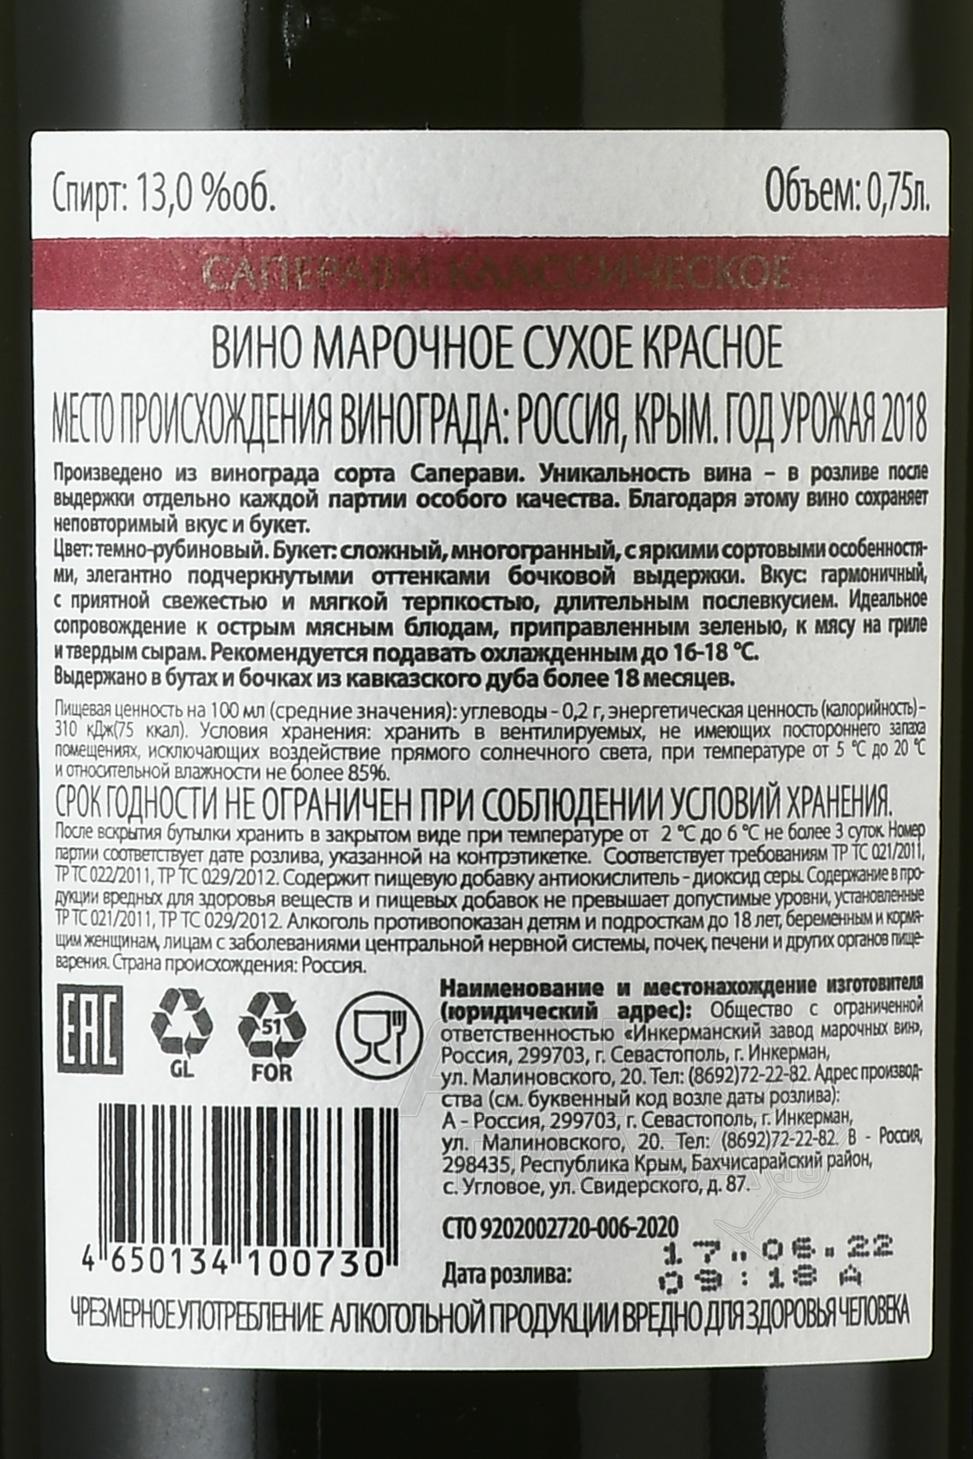 Спирт: 13,0 %об.
Объем: 0,75л.
САПЕРАВИ КЛАССИЧЕСКОЕ
ВИНО МАРОЧНОЕ СУХОЕ КРАСНОЕ
МЕСТО ПРОИСХОЖДЕНИЯ ВИНОГРАДА: РОССИЯ, КРЫМ. ГОД УРОЖАЯ 2018
Произведено из винограда сорта Саперави. Уникальность вина – в розливе после
выдержки отдельно каждой партии особого качества. Благодаря этому вино сохраняет
неповторимый вкус и букет.
Цвет: темно-рубиновый. Букет: сложный, многогранный, с яркими сортовыми особенностя-
ми, элегантно подчеркнутыми оттенками бочковой выдержки. Вкус: гармоничный,
с приятной свежестью и мягкой терпкостью, длительным послевкусием. Идеальное
сопровождение к острым мясным блюдам, приправленным зеленью, к мясу на гриле
и твердым сырам. Рекомендуется подавать охлажденным до 16-18 °С.
Выдержано в бутах и бочках из кавказского дуба более 18 месяцев.
Пищевая ценность на 100 мл (средние значения): углеводы - 0,2 г, энергетическая ценность (калорийность) –
310 кДж(75 ккал). Условия хранения: хранить в вентилируемых, не имеющих постороннего запаха
помещениях, исключающих воздействие прямого солнечного света, при температуре от 5 °С до 20 °С
и относительной влажности не более 85%.
СРОК ГОДНОСТИ НЕ ОГРАНИЧЕН ПРИ СОБЛЮДЕНИИ УСЛОВИЙ ХРАНЕНИЯ.
После вскрытия бутылки хранить в закрытом виде при температуре от 2 °С до 6 °С не более 3 суток. Номер
партии соответствует дате розлива, указанной на контрэтикетке. Соответствует требованиям ТР ТС 021/2011,
ТР ТС 022/2011, ТР ТС 029/2012. Содержит пищевую добавку антиокислитель – диоксид серы. Содержание в про-
дукции вредных для здоровья веществ и пищевых добавок не превышает допустимые уровни, установленные
ТР ТС 021/2011, ТР ТС 029/2012. Алкоголь противопоказан детям и подросткам до 18 лет, беременным и кормя-
щим женщинам, лицам с заболеваниями центральной нервной системы, почек, печени и других органов пище-
варения. Страна происхождения: Россия.
EAC
GL
51
FOR
Наименование и местонахождение изготовителя
(юридический адрес): Общество с ограниченной
ответственностью «Инкерманский завод марочных вин»,
Россия, 299703, г. Севастополь, г. Инкерман,
ул. Малиновского, 20. Тел: (8692)72-22-82. Адрес производ-
ства (см. буквенный код возле даты розлива):
А - Россия, 299703, г. Севастополь, г. Инкерман,
ул. Малиновского, 20. Тел: (8692)72-22-82. В - Россия,
298435, Республика Крым, Бахчисарайский район,
с. Угловое, ул. Свидерского, д. 87.
СТО 9202002720-006-2020
17..06.22
Дата розлива:
09:18 А
4 650134 100730
ЧРЕЗМЕРНОЕ УПОТРЕБЛЕНИЕ АЛКОГОЛЬНОЙ ПРОДУКЦИИ ВРЕДНО ДЛЯ ЗДОРОВЬЯ ЧЕЛОВЕКА